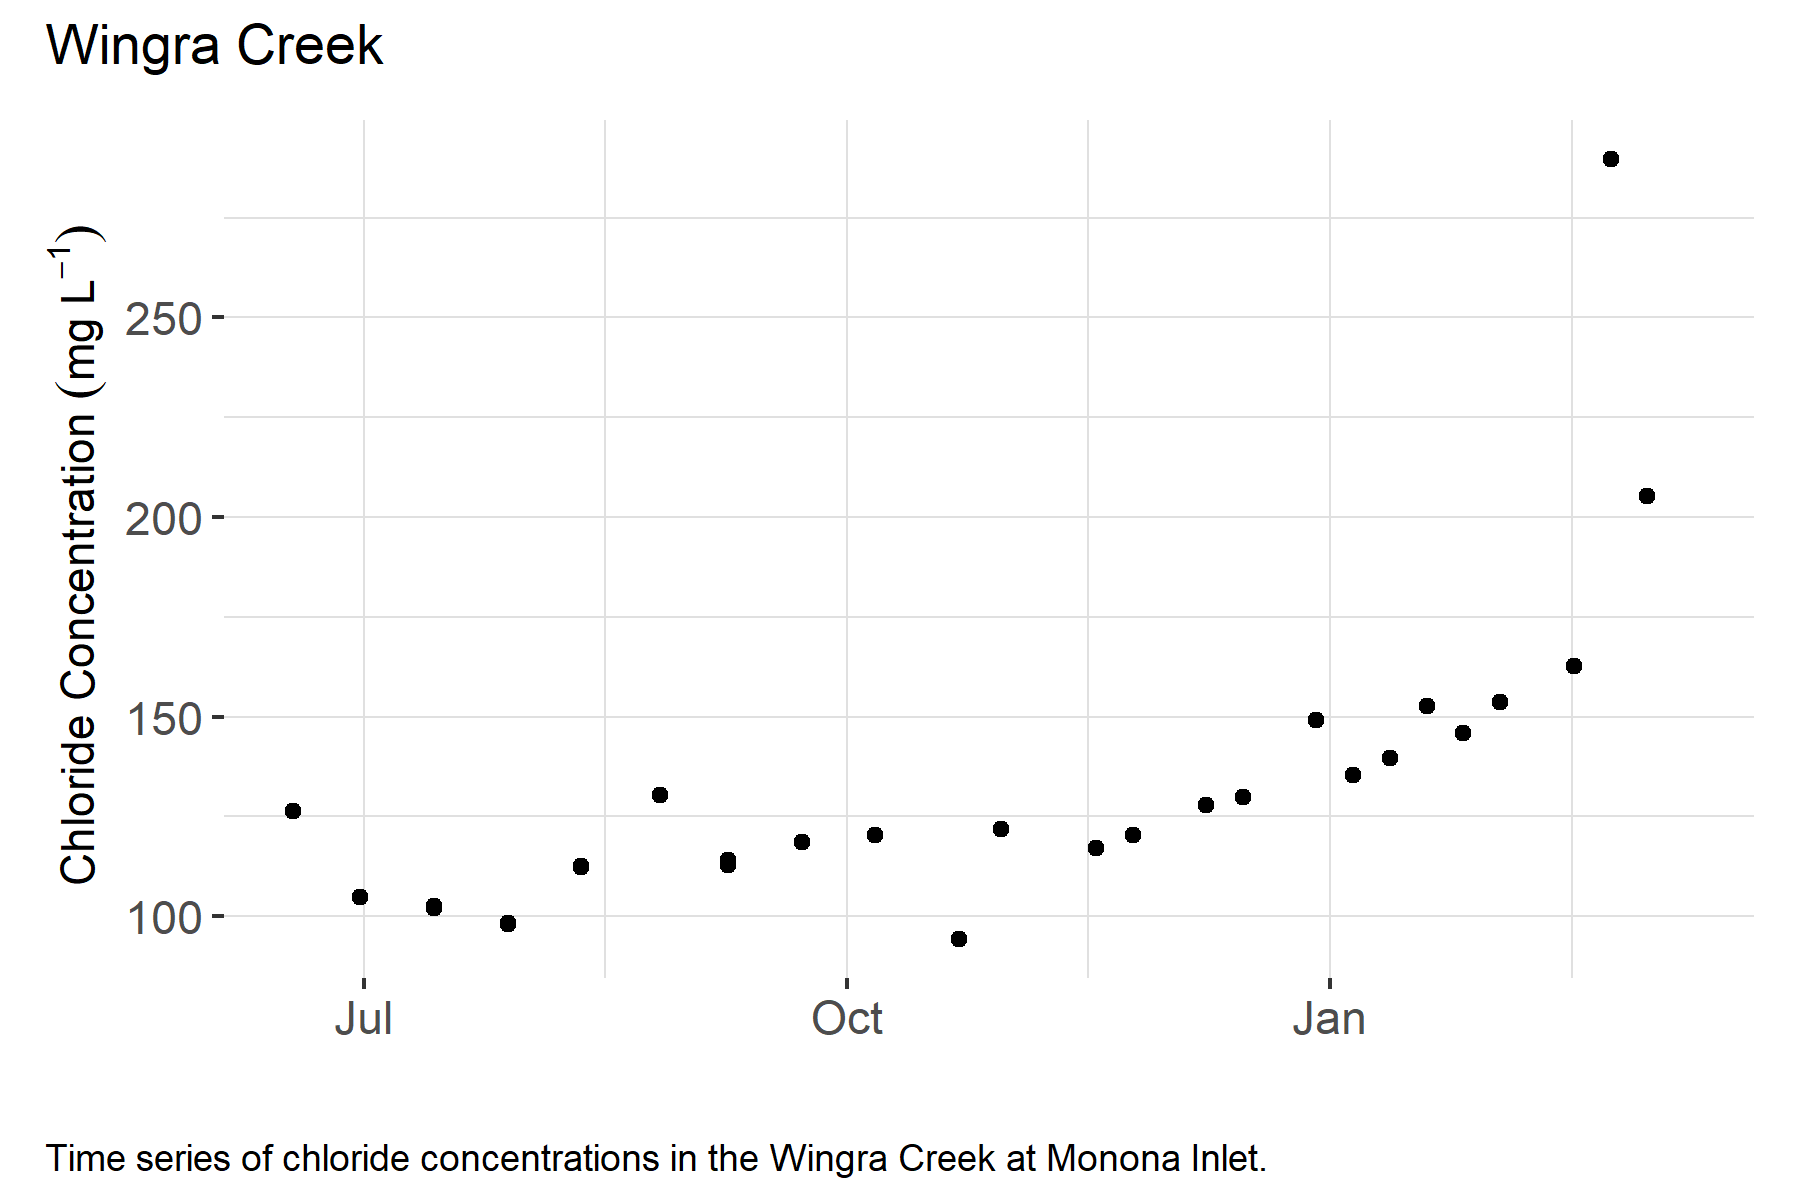 Wingra Creek
Chloride Concentration (mg L⁻¹)
250
200
150
100
Jul Oct Jan
Time series of chloride concentrations in the Wingra Creek at Monona Inlet.